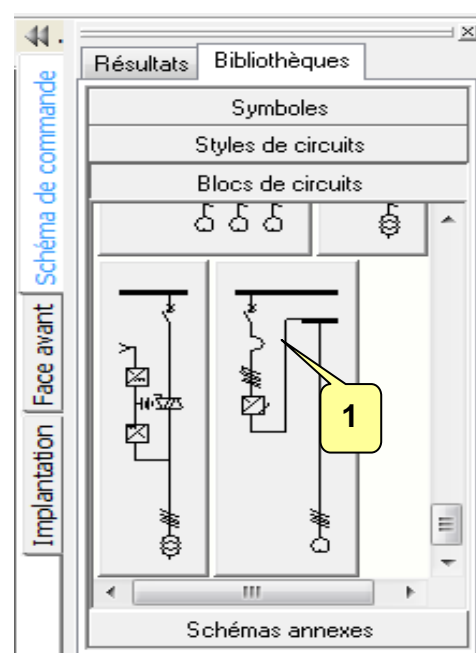 Résultats
Bibliothèques
Symboles
Styles de circuits
Blocs de circuits
Schéma de commande
Face avant
Implantation
1
Schémas annexes